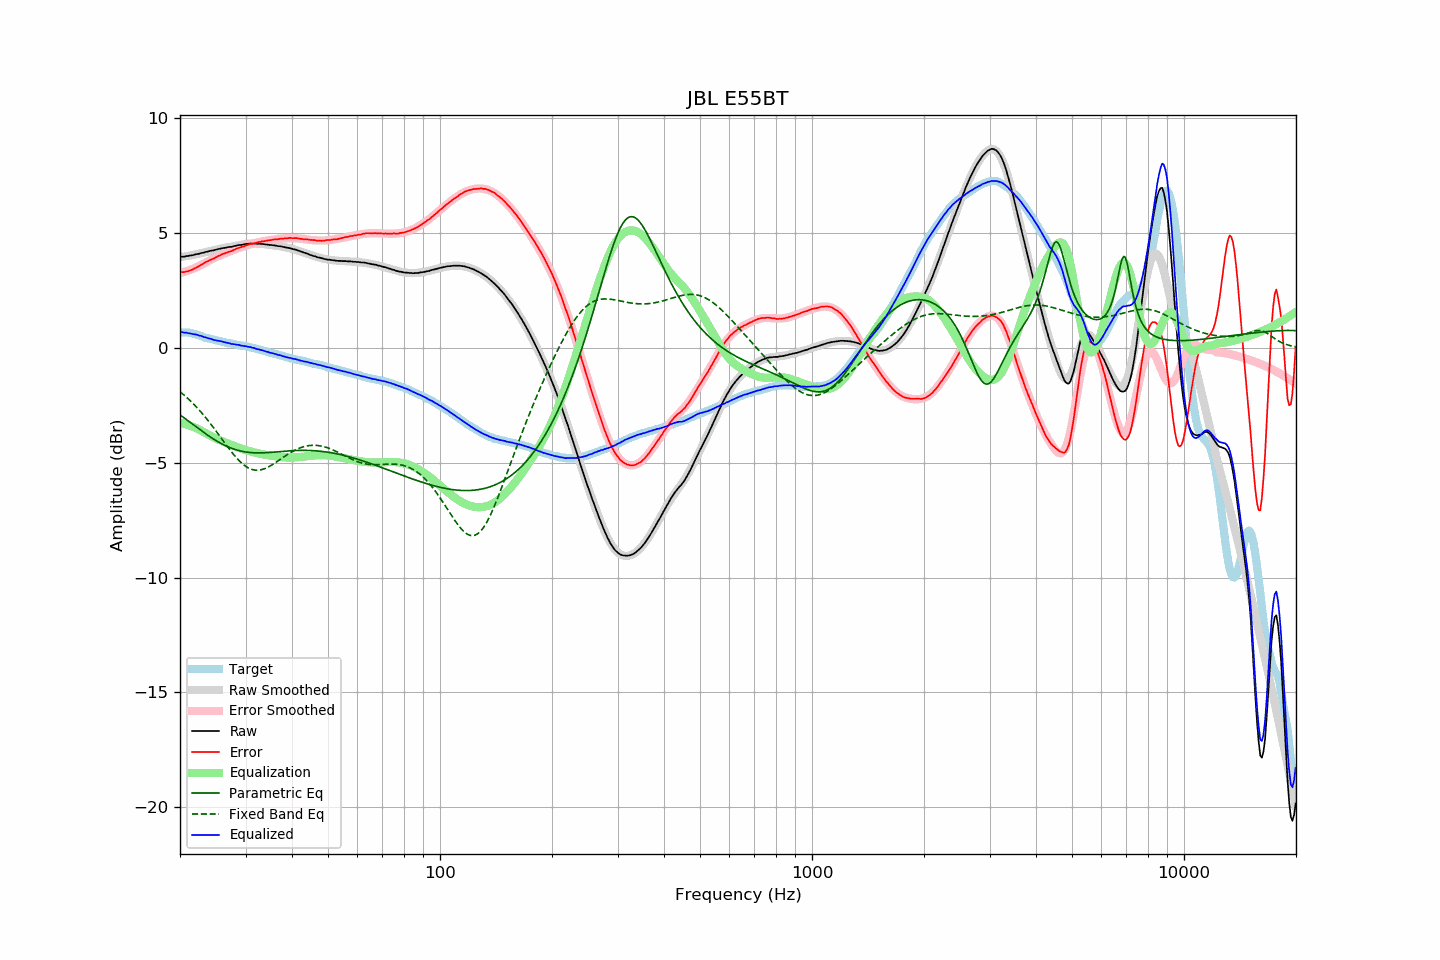 JBL E55BT
10
5
0
−5
−10
−15
−20
Amplitude (dBr)
Target
Raw Smoothed
Error Smoothed
Raw
Error
Equalization
Parametric Eq
Fixed Band Eq
Equalized
100
1000
10000
Frequency (Hz)